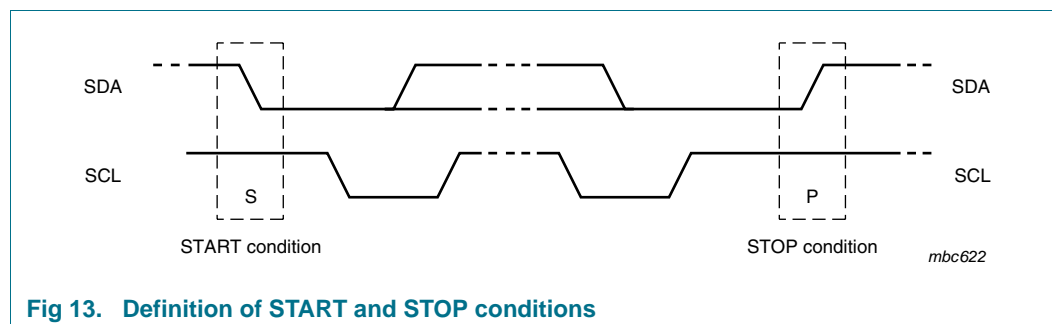 SDA
SDA
SCL
SCL
S
P
START condition
STOP condition
mbc622
Fig 13. Definition of START and STOP conditions